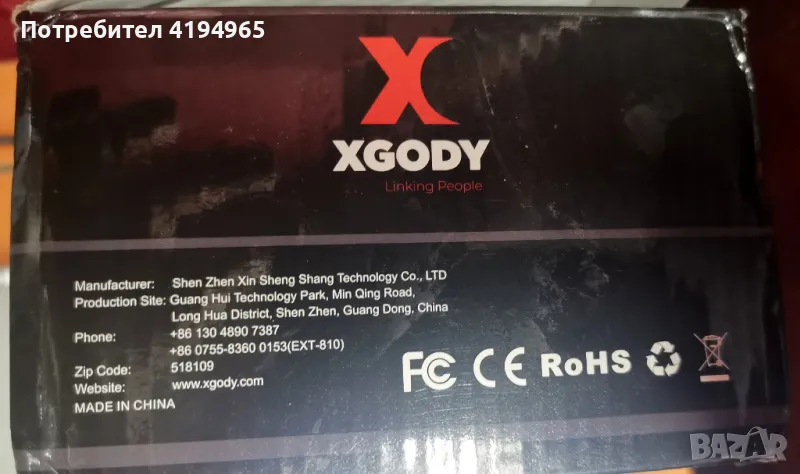 Потребител 4194965
X
XGODY
Linking People
Manufacturer: Shen Zhen Xin Sheng Shang Technology Co., LTD
Production Site: Guang Hui Technology Park, Min Qing Road,
Long Hua District, Shen Zhen, Guang Dong, China
Phone: +86 130 4890 7387
+86 0755-8360 0153(EXT-810)
Zip Code: 518109
Website: www.xgody.com
MADE IN CHINA
FC CE RoHS
BAZAR